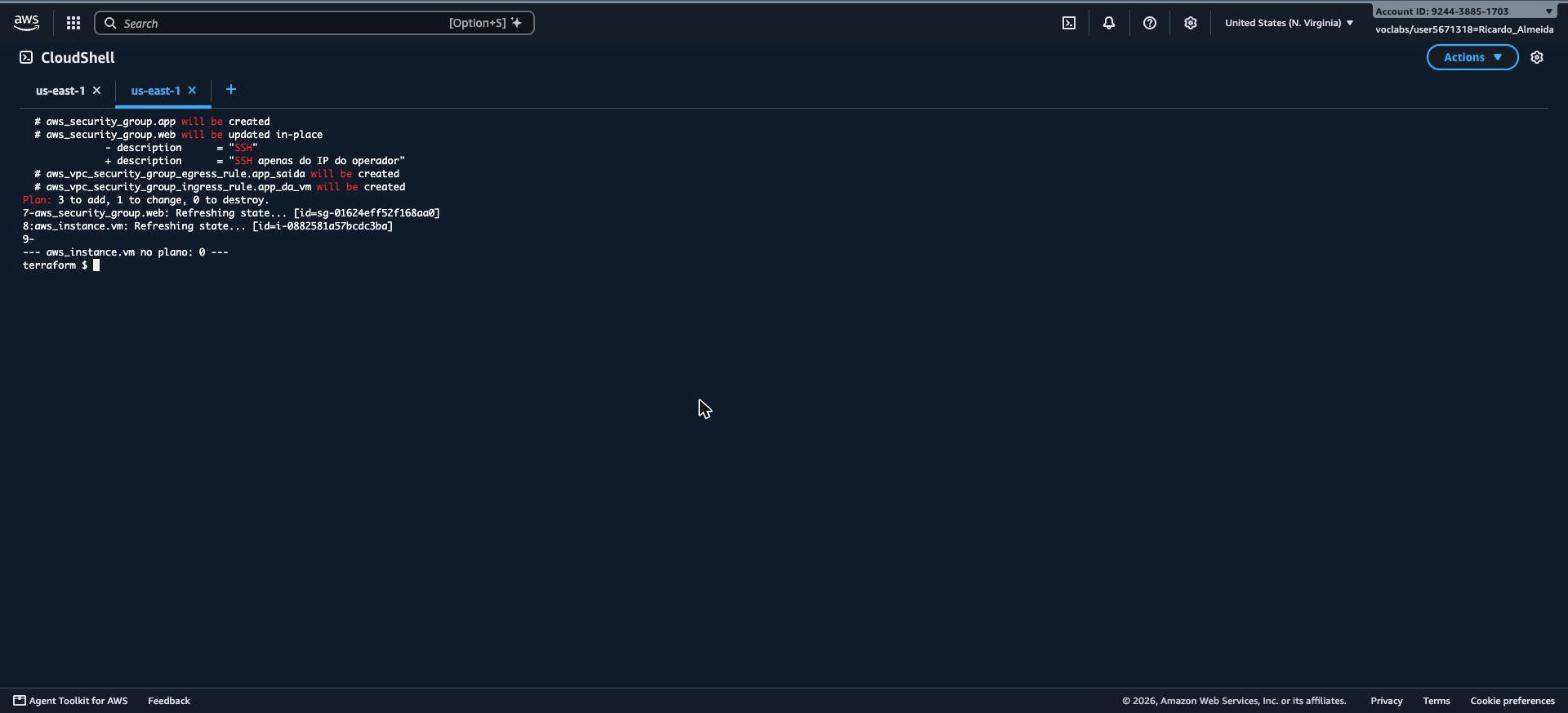 aws
Search
[Option+S]
United States (N. Virginia)
Account ID: 9244-3885-1703
voclabs/user5671318=Ricardo_Almeida
CloudShell
Actions
us-east-1
us-east-1
+
# aws_security_group.app will be created
# aws_security_group.web will be updated in-place
- description      = "SSH"
+ description      = "SSH apenas do IP do operador"
# aws_vpc_security_group_egress_rule.app_saida will be created
# aws_vpc_security_group_ingress_rule.app_da_vm will be created
Plan: 3 to add, 1 to change, 0 to destroy.
7-aws_security_group.web: Refreshing state... [id=sg-01624eff52f168aa0]
8:aws_instance.vm: Refreshing state... [id=i-0882581a57bcdc3ba]
9-
--- aws_instance.vm no plano: 0 ---
terraform $
Agent Toolkit for AWS
Feedback
© 2026, Amazon Web Services, Inc. or its affiliates.
Privacy
Terms
Cookie preferences